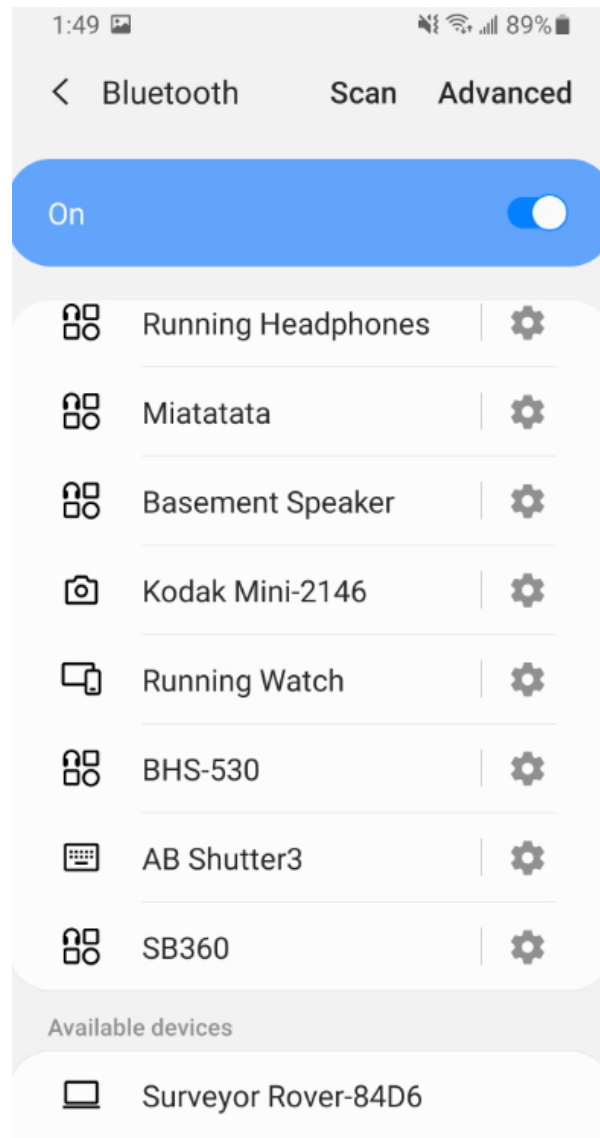 1:49 89%
Bluetooth Scan Advanced
On
Running Headphones
Miatatata
Basement Speaker
Kodak Mini-2146
Running Watch
BHS-530
AB Shutter3
SB360
Available devices
Surveyor Rover-84D6